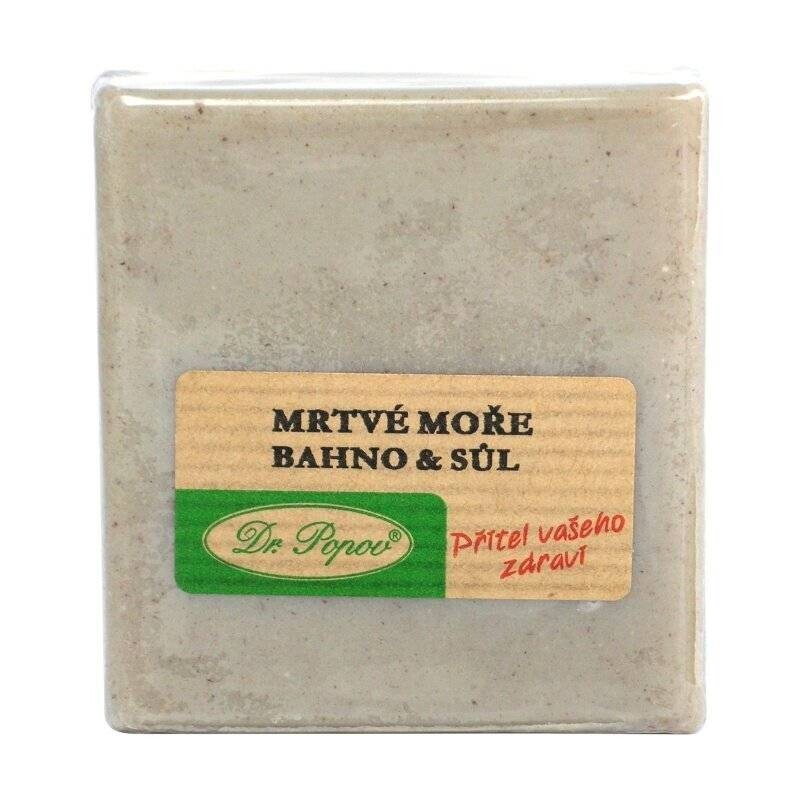 MRTVÉ MOŘE
BAHNO & SŮL
Dr. Popov®
Přítel vašeho
zdraví